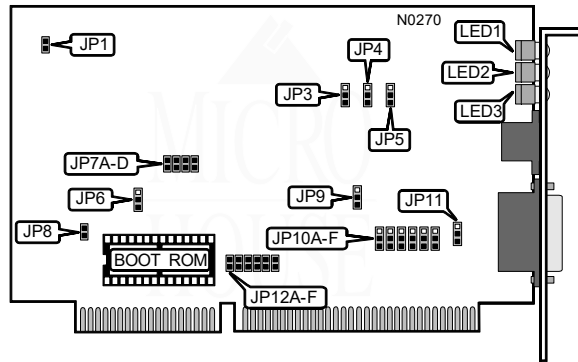 N0270
LED1
JP1
JP4
LED2
JP3
LED3
JP5
MICRO
HOUSE
JP7A-D
JP6
JP9
JP11
JP8
JP10A-F
BOOT ROM
JP12A-F